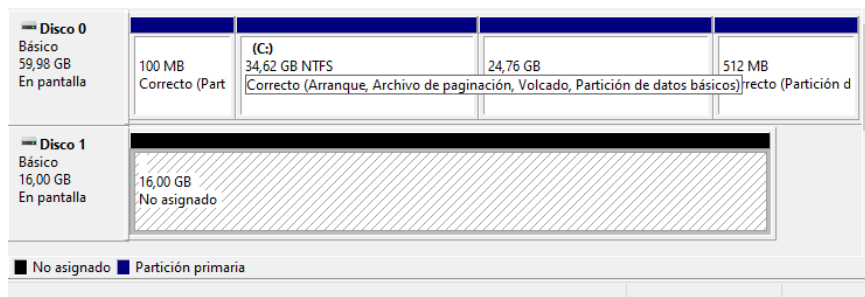 Disco 0
Básico
59,98 GB
En pantalla
100 MB
Correcto (Part
(C:)
34,62 GB NTFS
Correcto (Arranque, Archivo de paginación, Volcado, Partición de datos básicos)
24,76 GB
512 MB
rrecto (Partición d
Disco 1
Básico
16,00 GB
En pantalla
16,00 GB
No asignado
No asignado Partición primaria